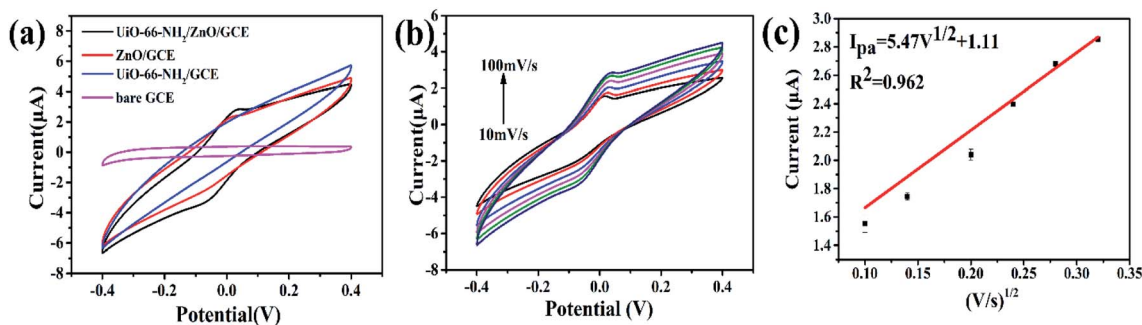 (a)
UiO-66-NH2/ZnO/GCE
ZnO/GCE
UiO-66-NH2/GCE
bare GCE
Current(μA)
8
6
4
2
0
-2
-4
-6
-8
-0.4 -0.2 0.0 0.2 0.4
Potential(V)
(b)
100mV/s
10mV/s
Current(μA)
6
4
2
0
-2
-4
-6
8
-0.4 -0.2 0.0 0.2 0.4
Potential(V)
(c)
Ipa=5.47V1/2+1.11
R2=0.962
Current (μA)
3.0
2.8
2.6
2.4
2.2
2.0
1.8
1.6
1.4
0.10 0.15 0.20 0.25 0.30 0.35
(V/s)1/2